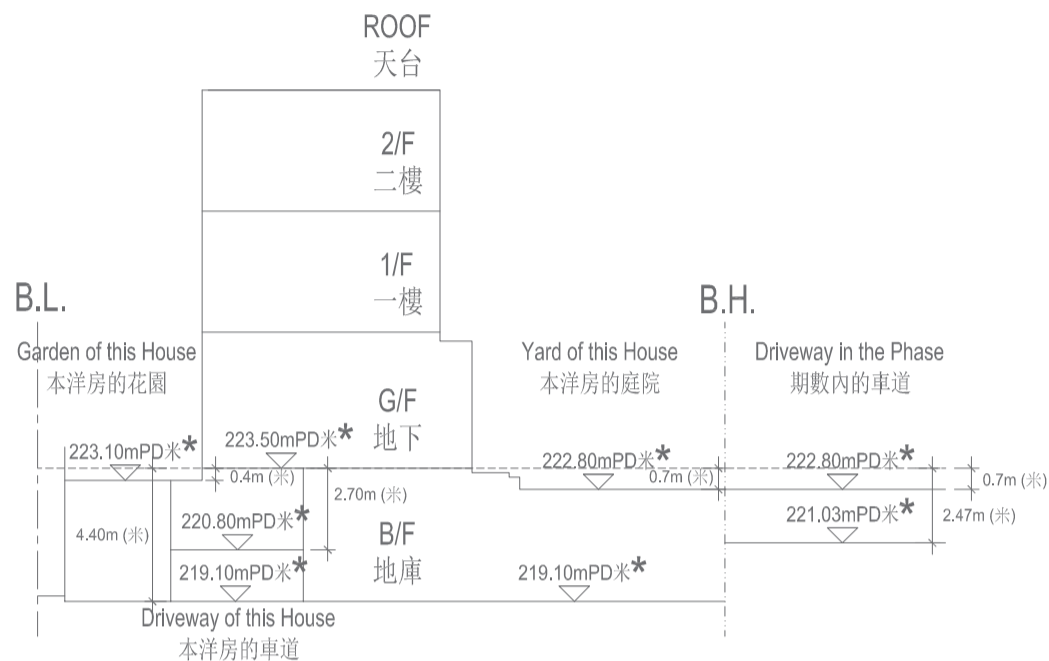 ROOF
天台
2/F
二樓
1/F
一樓
B.L.
B.H.
Garden of this House
本洋房的花園
Yard of this House
本洋房的庭院
Driveway in the Phase
期數內的車道
G/F
地下
223.10mPD米*
223.50mPD米*
222.80mPD米*
222.80mPD米*
0.4m (米)
0.7m (米)
0.7m (米)
2.70m (米)
220.80mPD米*
221.03mPD米*
2.47m (米)
4.40m (米)
B/F
地庫
219.10mPD米*
219.10mPD米*
Driveway of this House
本洋房的車道